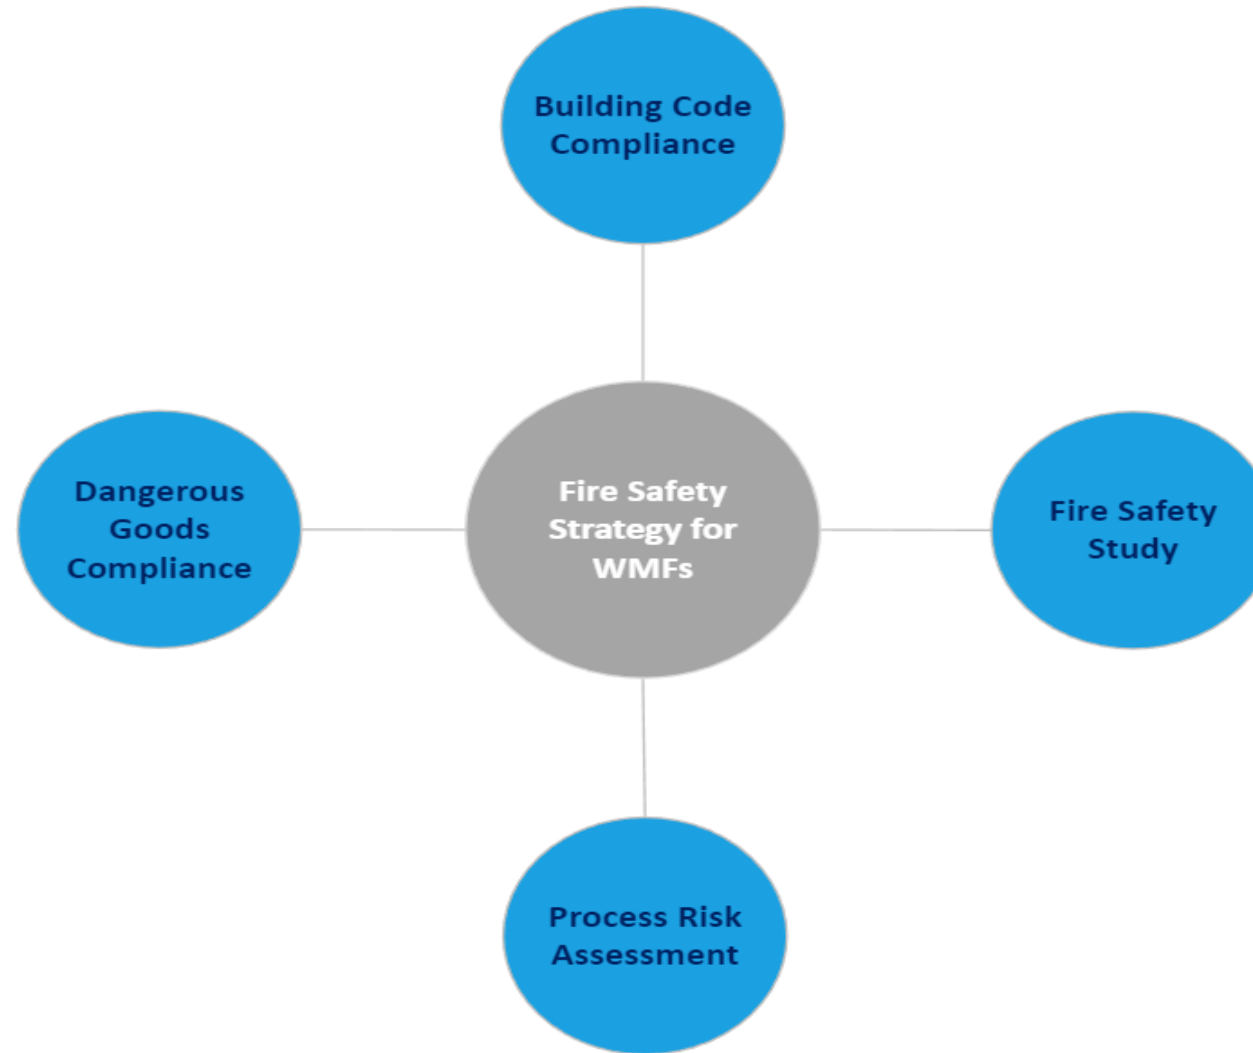 Building Code
Compliance
Dangerous
Goods
Compliance
Fire Safety
Strategy for
WMFs
Fire Safety
Study
Process Risk
Assessment